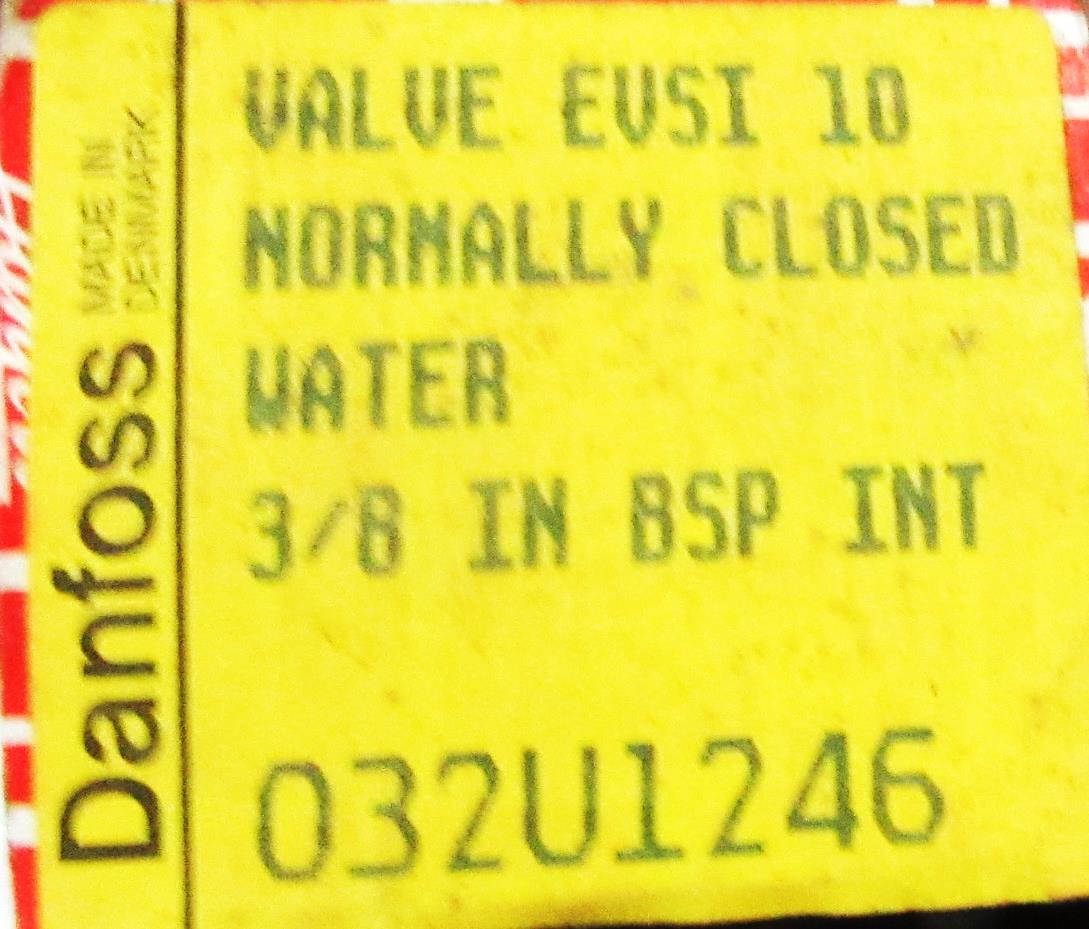 VALVE EVSI 10
NORMALLY CLOSED
WATER
3/8 IN BSP INT
032U1246
Danfoss
MADE IN
DENMARK